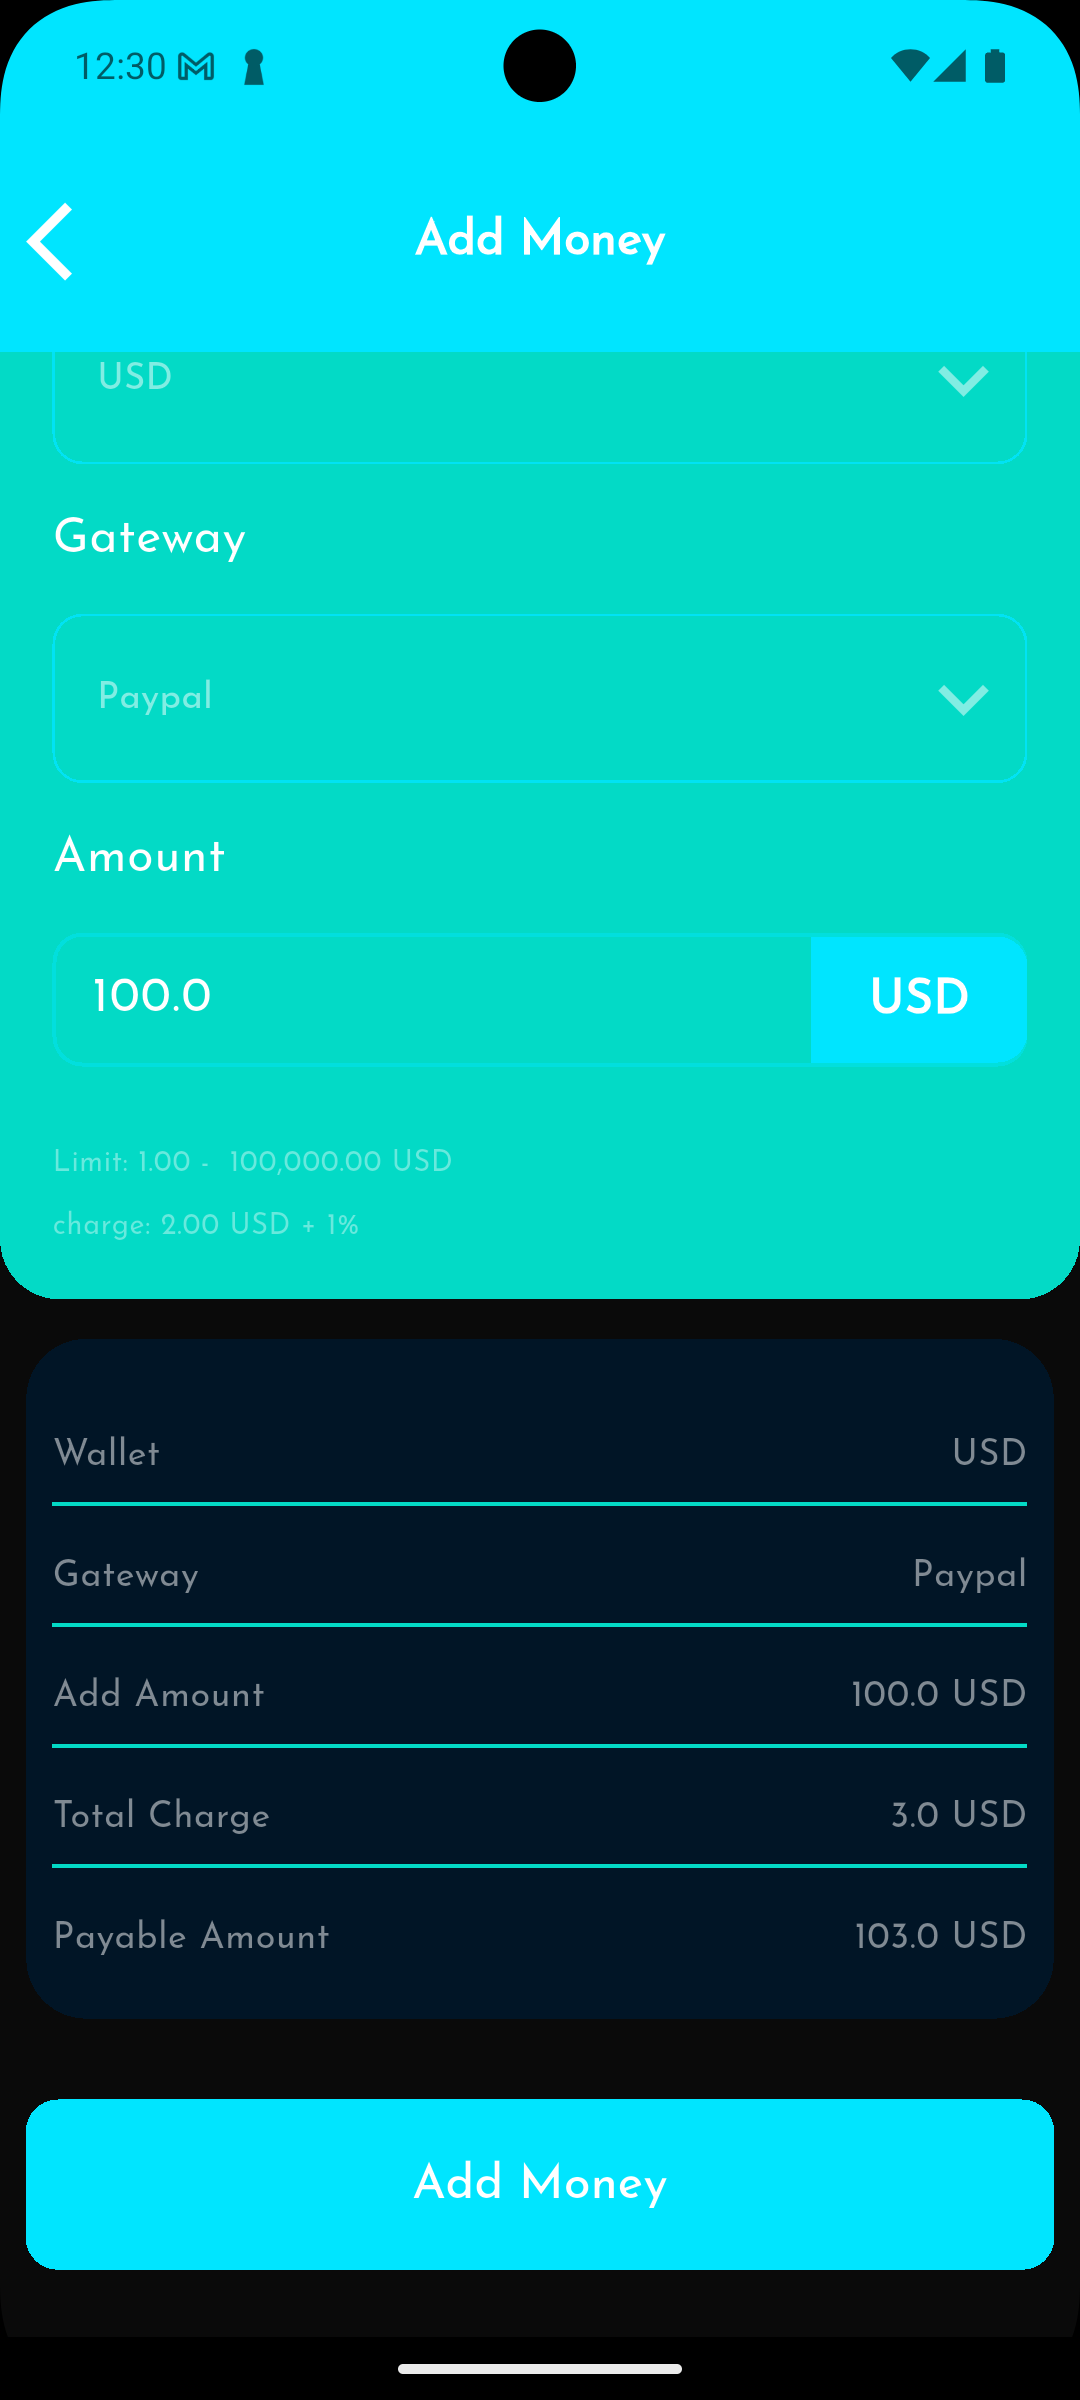 12:30
Add Money
USD
Gateway
Paypal
Amount
100.0 USD
Limit: 1.00 - 100,000.00 USD
charge: 2.00 USD + 1%
Wallet USD
Gateway Paypal
Add Amount 100.0 USD
Total Charge 3.0 USD
Payable Amount 103.0 USD
Add Money